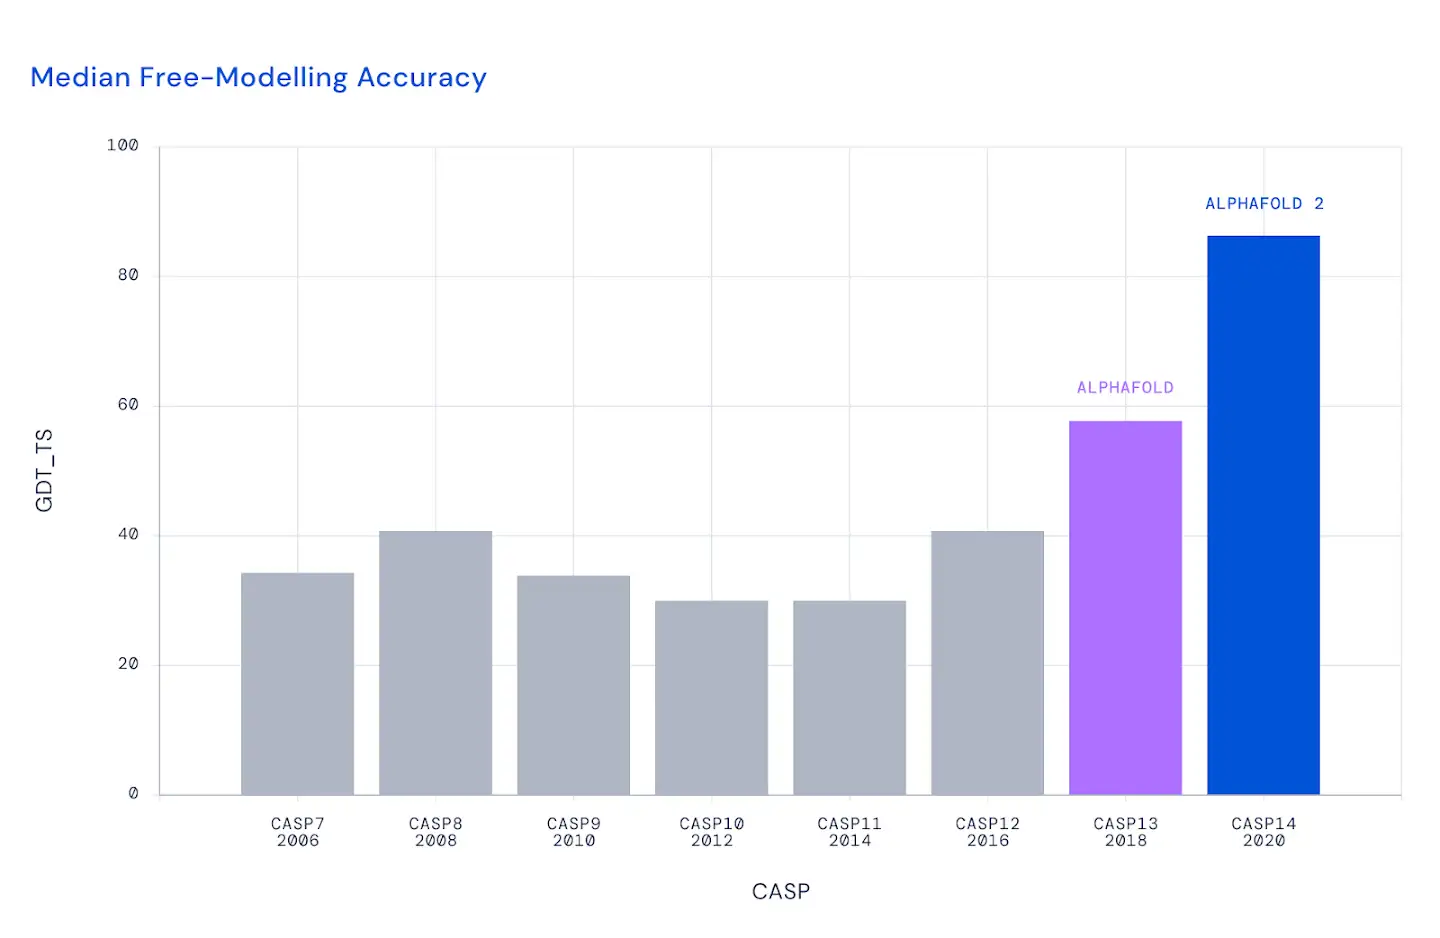 Median Free-Modelling Accuracy
100
80
60
40
20
0
GDT_TS
ALPHAFOLD
ALPHAFOLD 2
CASP7
2006
CASP8
2008
CASP9
2010
CASP10
2012
CASP11
2014
CASP12
2016
CASP13
2018
CASP14
2020
CASP